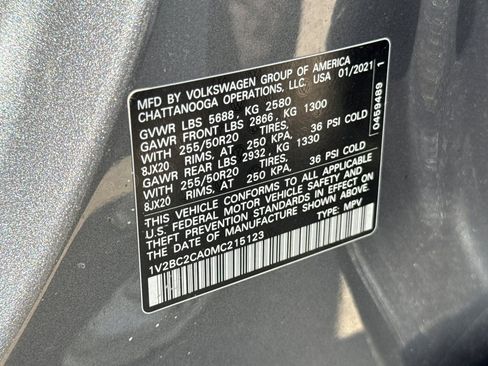 MFD BY VOLKSWAGEN GROUP OF AMERICA
CHATTANOOGA OPERATIONS, LLC. USA 01/2021
GVWR LBS 5688, KG 2580
GAWR FRONT LBS 2866, KG 1300
WITH 255/50R20 TIRES,
8JX20 RIMS, AT 250 KPA, 36 PSI COLD
GAWR REAR LBS 2932, KG 1330
WITH 255/50R20 TIRES,
8JX20 RIMS, AT 250 KPA, 36 PSI COLD
THIS VEHICLE CONFORMS TO ALL APPLICABLE
U.S. FEDERAL MOTOR VEHICLE SAFETY AND
THEFT PREVENTION STANDARDS IN EFFECT ON
THE DATE OF MANUFACTURE SHOWN ABOVE.
TYPE: MPV
1V2BC2CA0MC215123
0459489 1